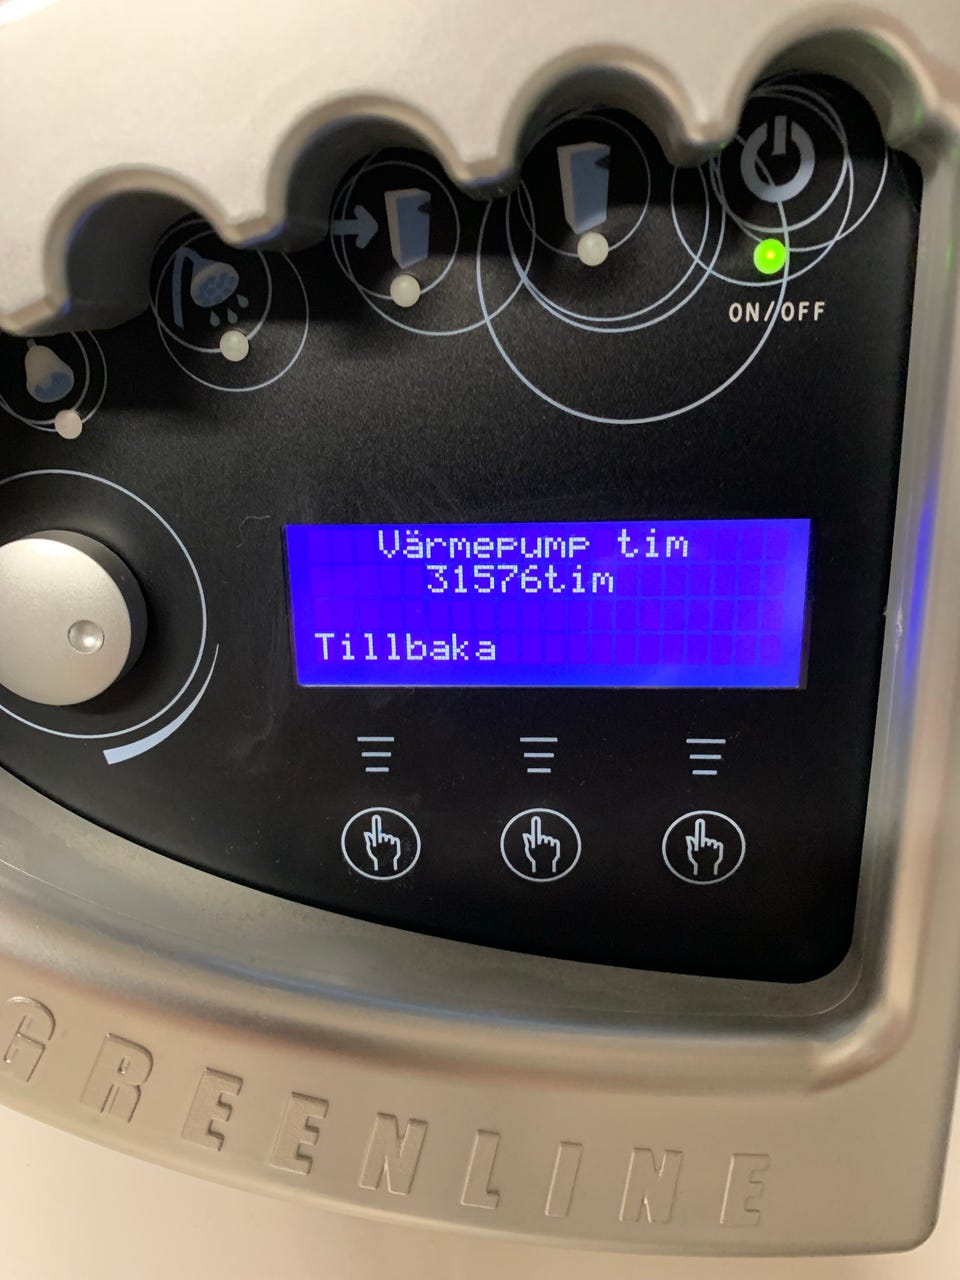 ON/OFF
Värmepump tim
31576tim
Tillbaka
GREENLINE